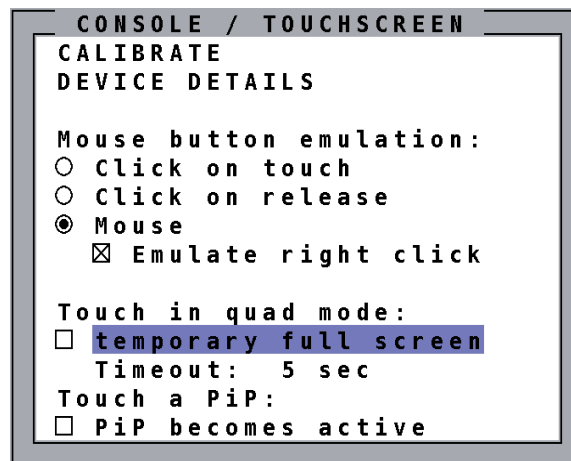 CONSOLE / TOUCHSCREEN
CALIBRATE
DEVICE DETAILS
Mouse button emulation:
Click on touch
Click on release
Mouse
Emulate right click
Touch in quad mode:
temporary full screen
Timeout: 5 sec
Touch a PiP:
PiP becomes active